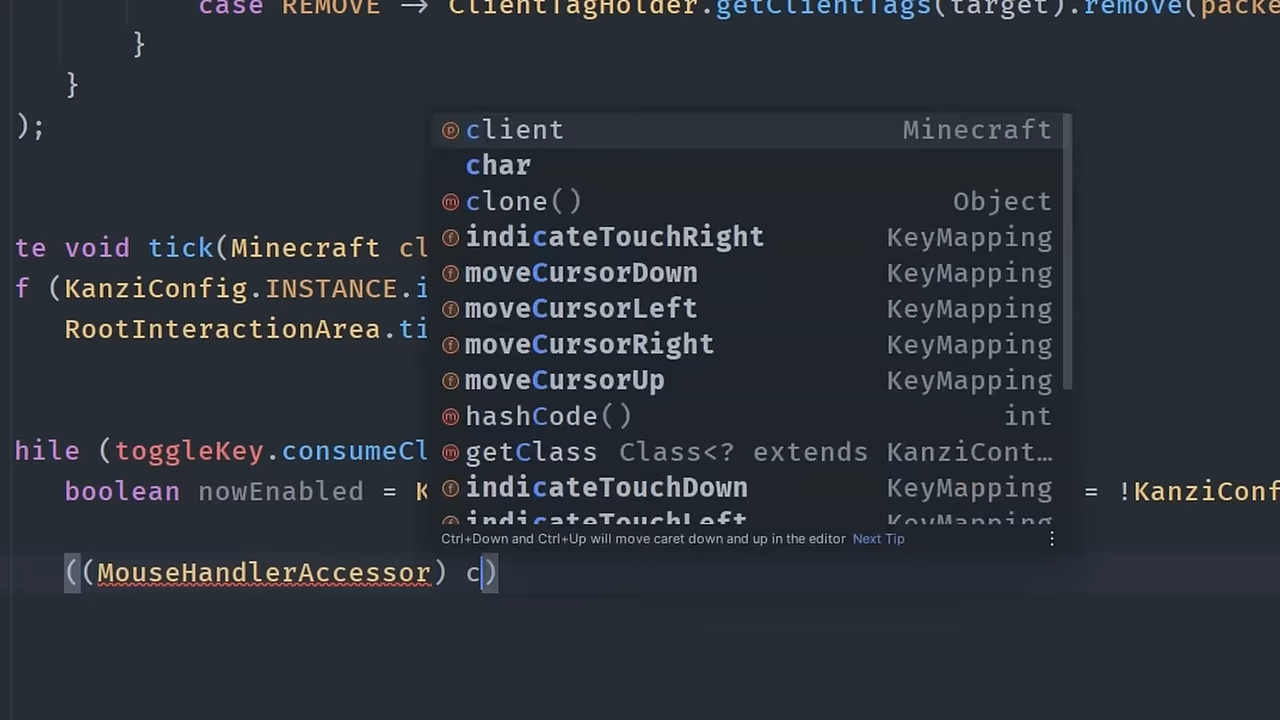 case REMOVE -> ClientTagHolder.getClientTags(target).remove(packe
}
}
);
client Minecraft
char
clone() Object
indicateTouchRight KeyMapping
te void tick(Minecraft cl
moveCursorDown KeyMapping
f (KanziConfig.INSTANCE.i
moveCursorLeft KeyMapping
RootInteractionArea.ti
moveCursorRight KeyMapping
moveCursorUp KeyMapping
hashCode() int
hile (toggleKey.consumeCl
getClass Class<? extends KanziCont…
boolean nowEnabled = K
indicateTouchDown KeyMapping
= !KanziConf
indicateTouchLeft KeyMapping
Ctrl+Down and Ctrl+Up will move caret down and up in the editor Next Tip
((MouseHandlerAccessor) c)